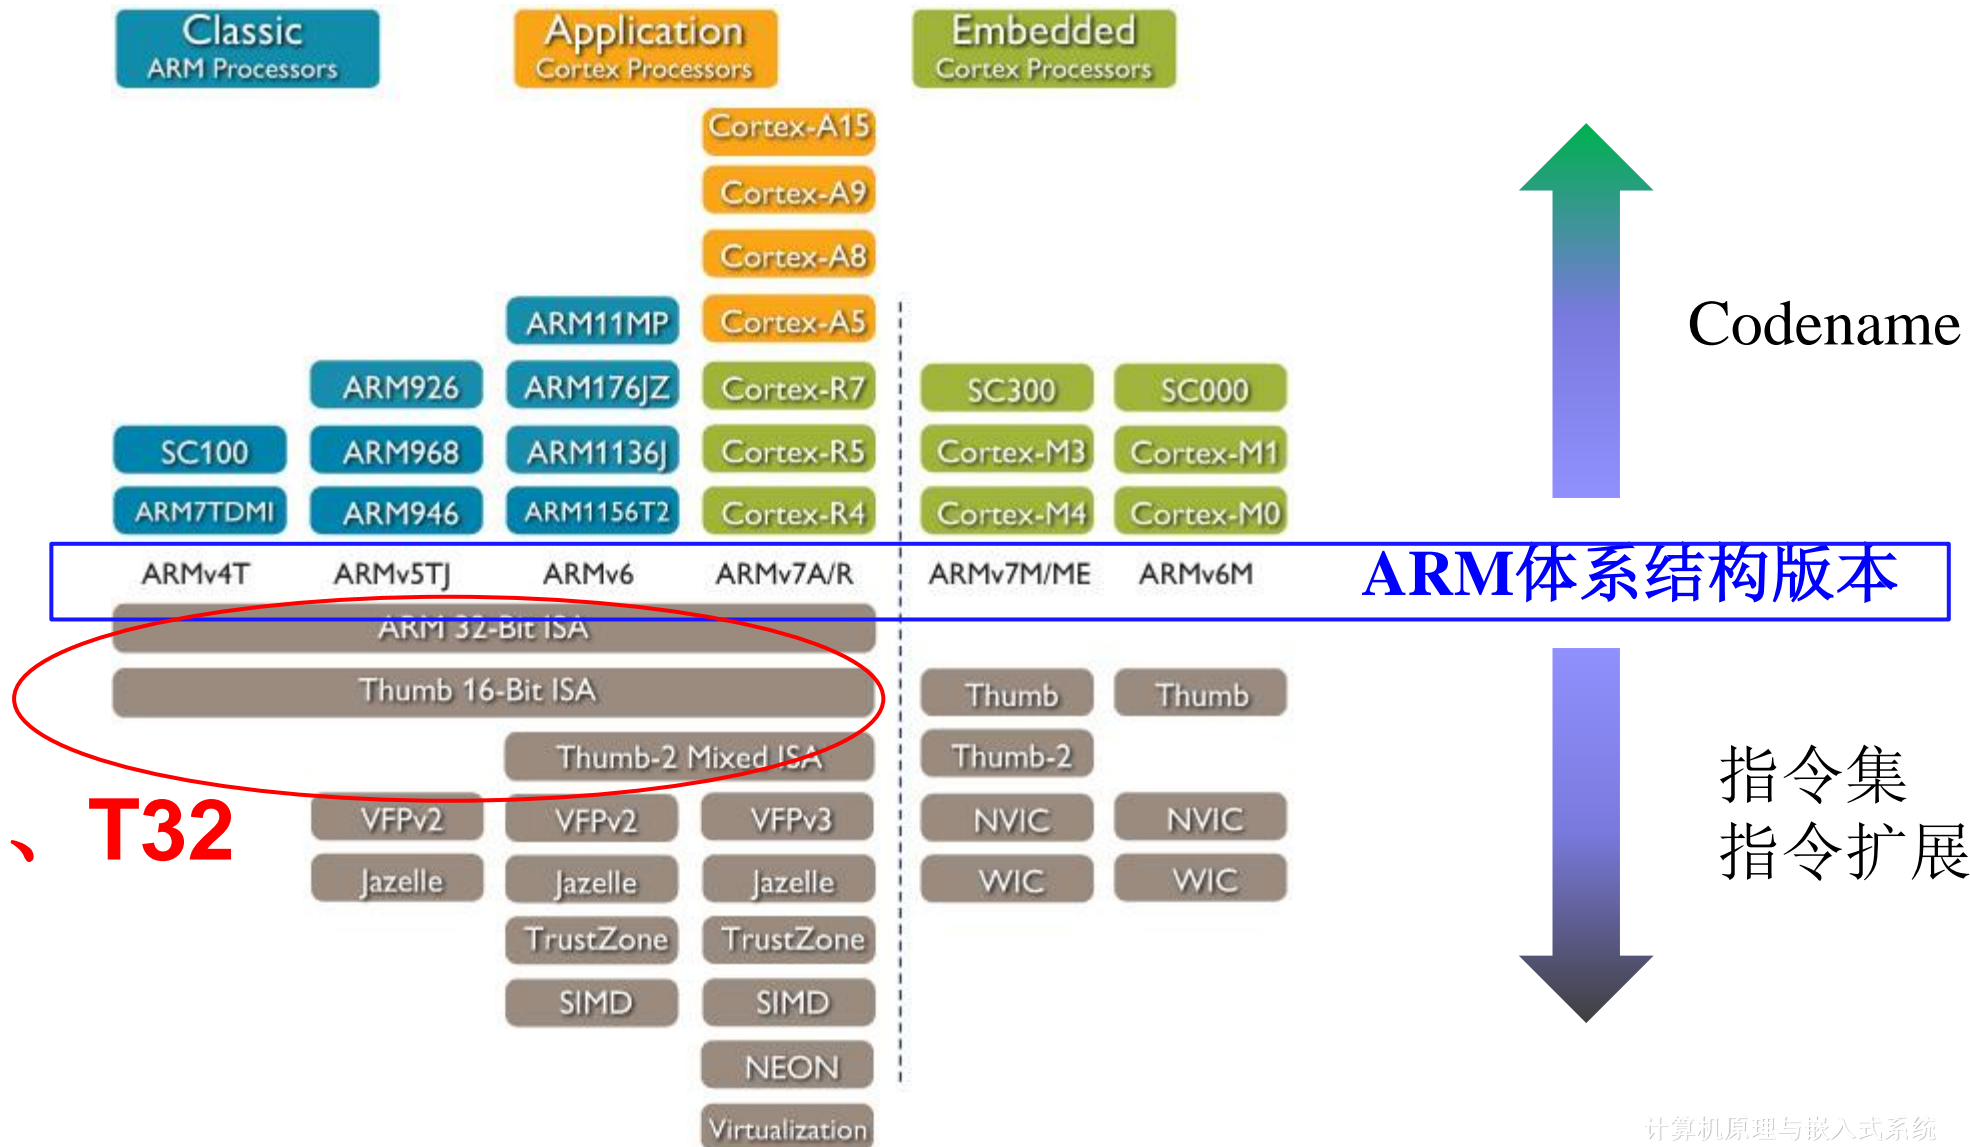 Classic
ARM Processors
Application
Cortex Processors
Embedded
Cortex Processors
Cortex-A15
Cortex-A9
Cortex-A8
ARM11MP
Cortex-A5
Codename
ARM926
ARM176JZ
Cortex-R7
SC300
SC000
SC100
ARM968
ARM1136J
Cortex-R5
Cortex-M3
Cortex-M1
ARM7TDMI
ARM946
ARM1156T2
Cortex-R4
Cortex-M4
Cortex-M0
ARMv4T
ARMv5TJ
ARMv6
ARMv7A/R
ARMv7M/ME
ARMv6M
ARM体系结构版本
ARM 32-Bit ISA
Thumb 16-Bit ISA
Thumb
Thumb
Thumb-2 Mixed ISA
Thumb-2
指令集
指令扩展
、T32
VFPv2
VFPv2
VFPv3
NVIC
NVIC
Jazelle
Jazelle
Jazelle
WIC
WIC
TrustZone
TrustZone
SIMD
SIMD
NEON
Virtualization
计算机原理与嵌入式系统